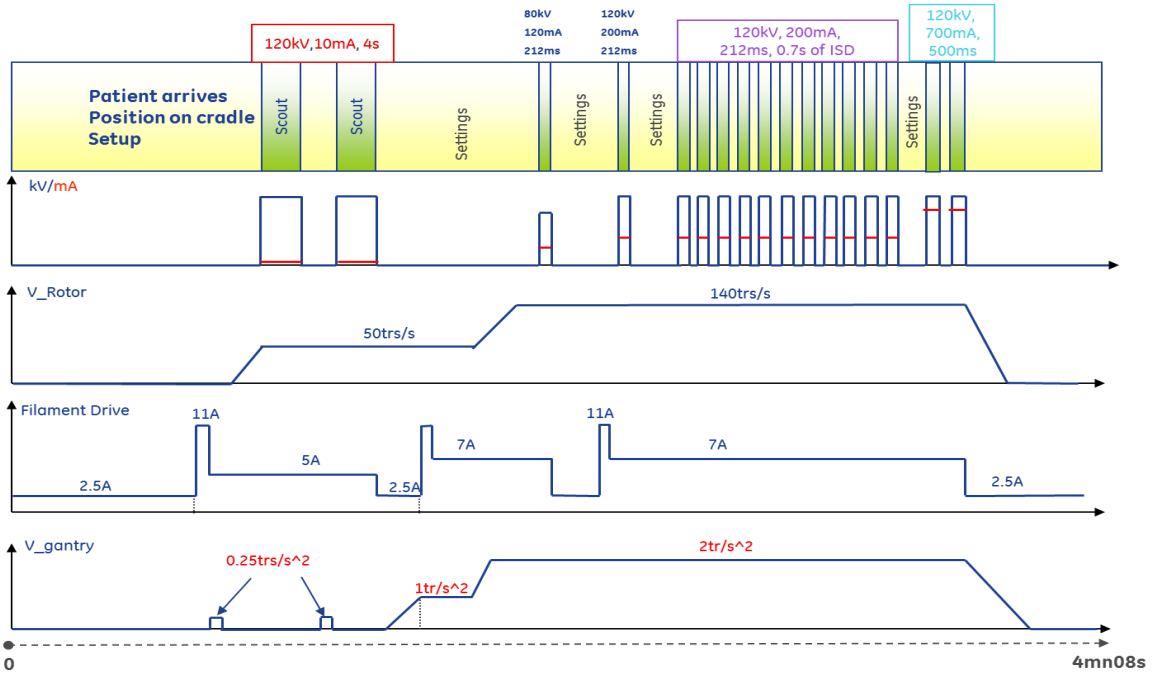 80kV
120mA
212ms
120kV
200mA
212ms
120kV,10mA, 4s
120kV, 200mA,
212ms, 0.7s of ISD
120kV,
700mA,
500ms
Patient arrives
Position on cradle
Setup
Scout
Scout
Settings
Settings
Settings
Settings
kV/mA
V_Rotor
50trs/s
140trs/s
Filament Drive
2.5A
11A
5A
2.5A
7A
11A
7A
2.5A
V_gantry
0.25trs/s^2
1tr/s^2
2tr/s^2
0
4mn08s